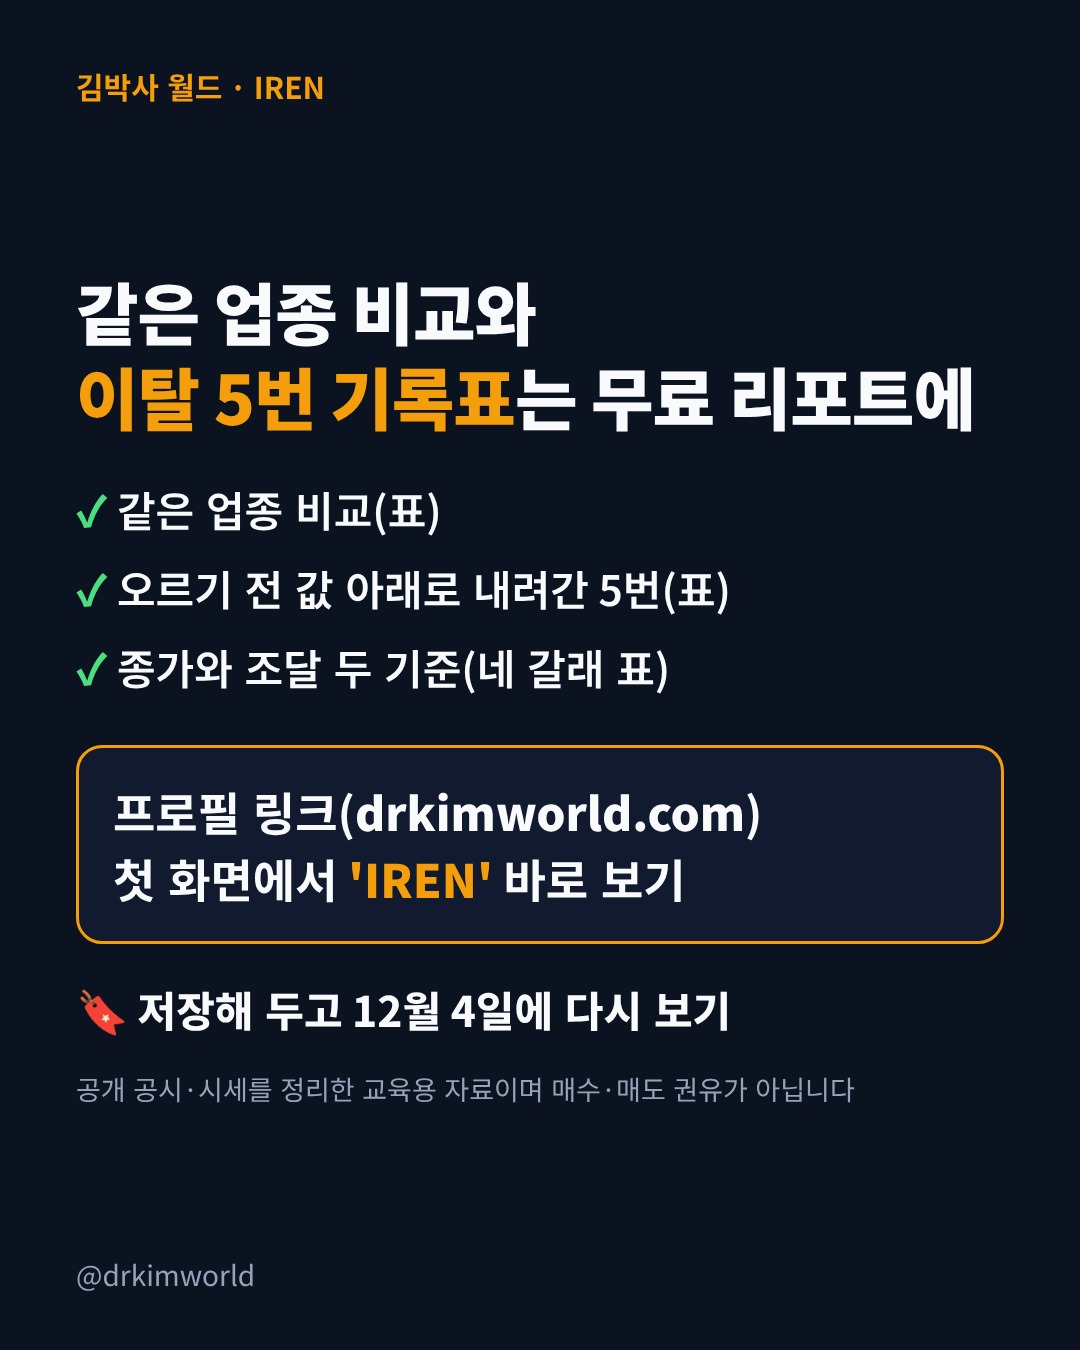 김박사 월드 · IREN
같은 업종 비교와
이탈 5번 기록표는 무료 리포트에
✓ 같은 업종 비교(표)
✓ 오르기 전 값 아래로 내려간 5번(표)
✓ 종가와 조달 두 기준(네 갈래 표)
프로필 링크(drkimworld.com)
첫 화면에서 'IREN' 바로 보기
🔖 저장해 두고 12월 4일에 다시 보기
공개 공시·시세를 정리한 교육용 자료이며 매수·매도 권유가 아닙니다
@drkimworld